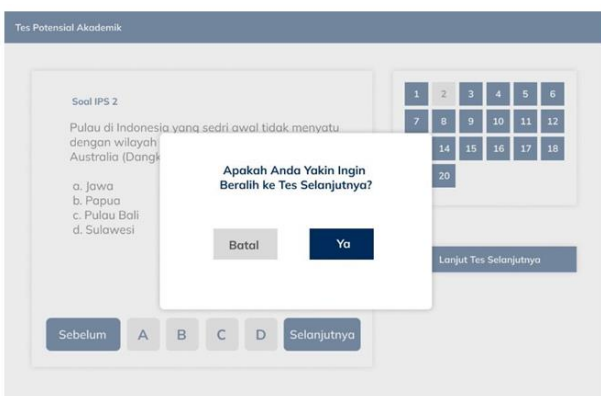 Tes Potensial Akademik
Soal IPS 2
Pulau di Indonesia yang sedri awal tidak menyatu
dengan wilayah
Australia (Dangk
a. Jawa
b. Papua
c. Pulau Bali
d. Sulawesi
Apakah Anda Yakin Ingin
Beralih ke Tes Selanjutnya?
Batal
Ya
Sebelum
A
B
C
D
Selanjutnya
1 2 3 4 5 6
7 8 9 10 11 12
14 15 16 17 18
20
Lanjut Tes Selanjutnya